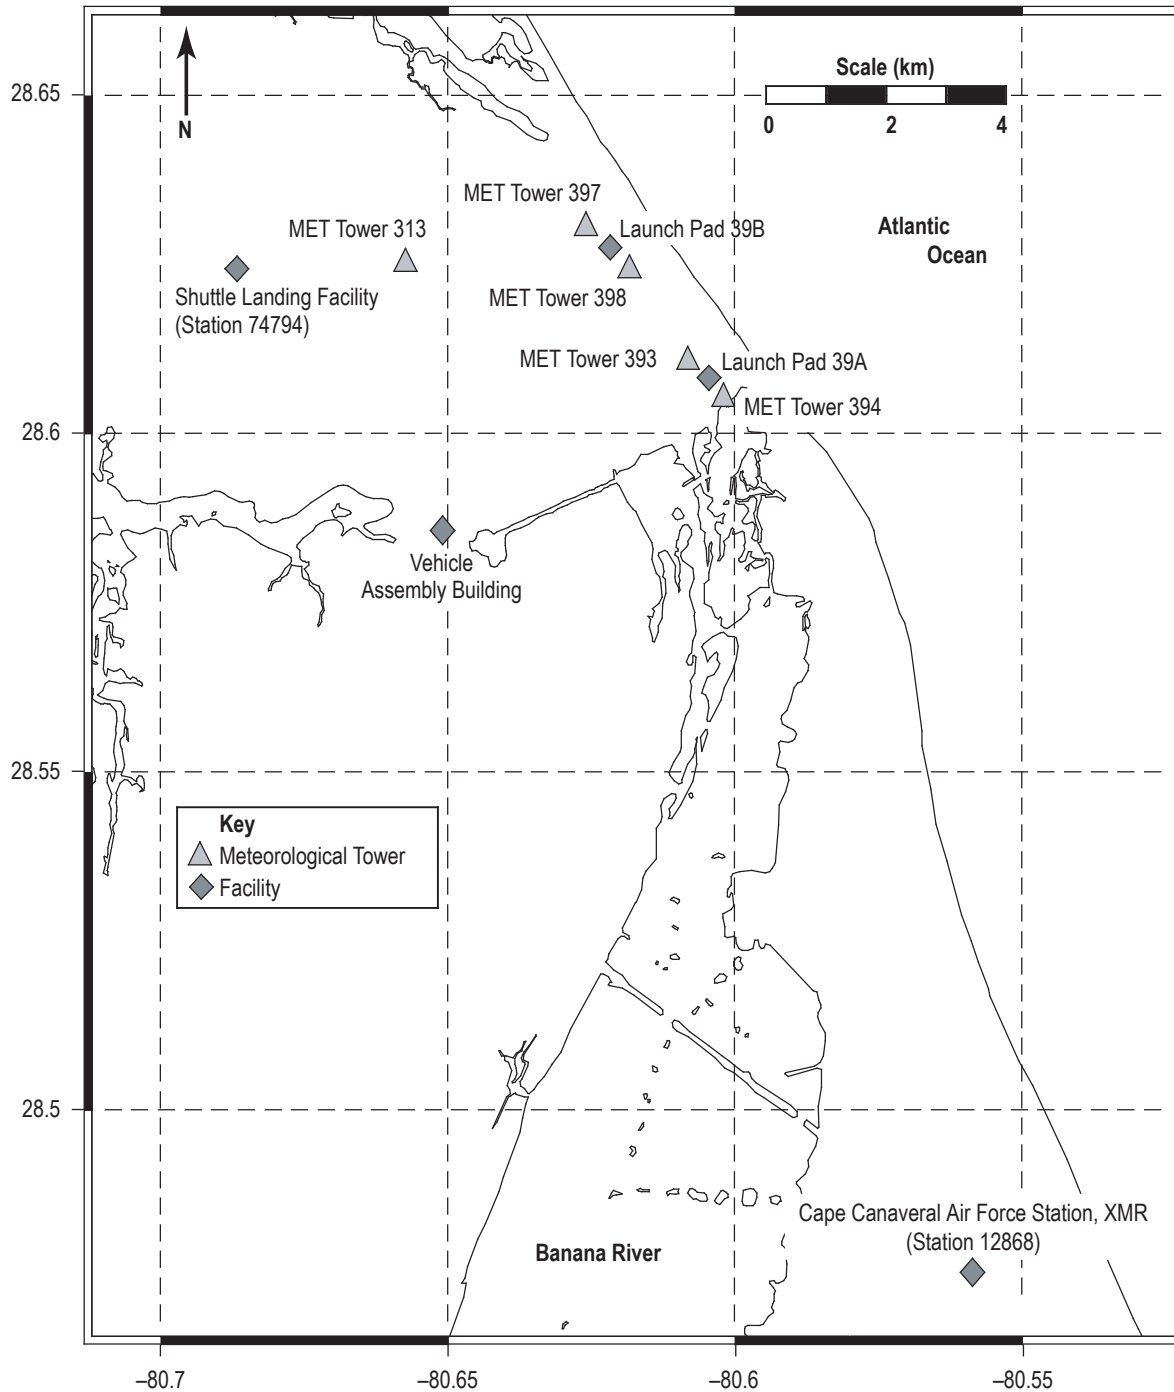 Scale (km)
28.65
0 2 4
N
MET Tower 397
MET Tower 313
Launch Pad 39B
Atlantic
Ocean
Shuttle Landing Facility
(Station 74794)
MET Tower 398
MET Tower 393
Launch Pad 39A
MET Tower 394
28.6
Vehicle
Assembly Building
28.55
Key
Meteorological Tower
Facility
28.5
Cape Canaveral Air Force Station, XMR
(Station 12868)
Banana River
–80.7 –80.65 –80.6 –80.55